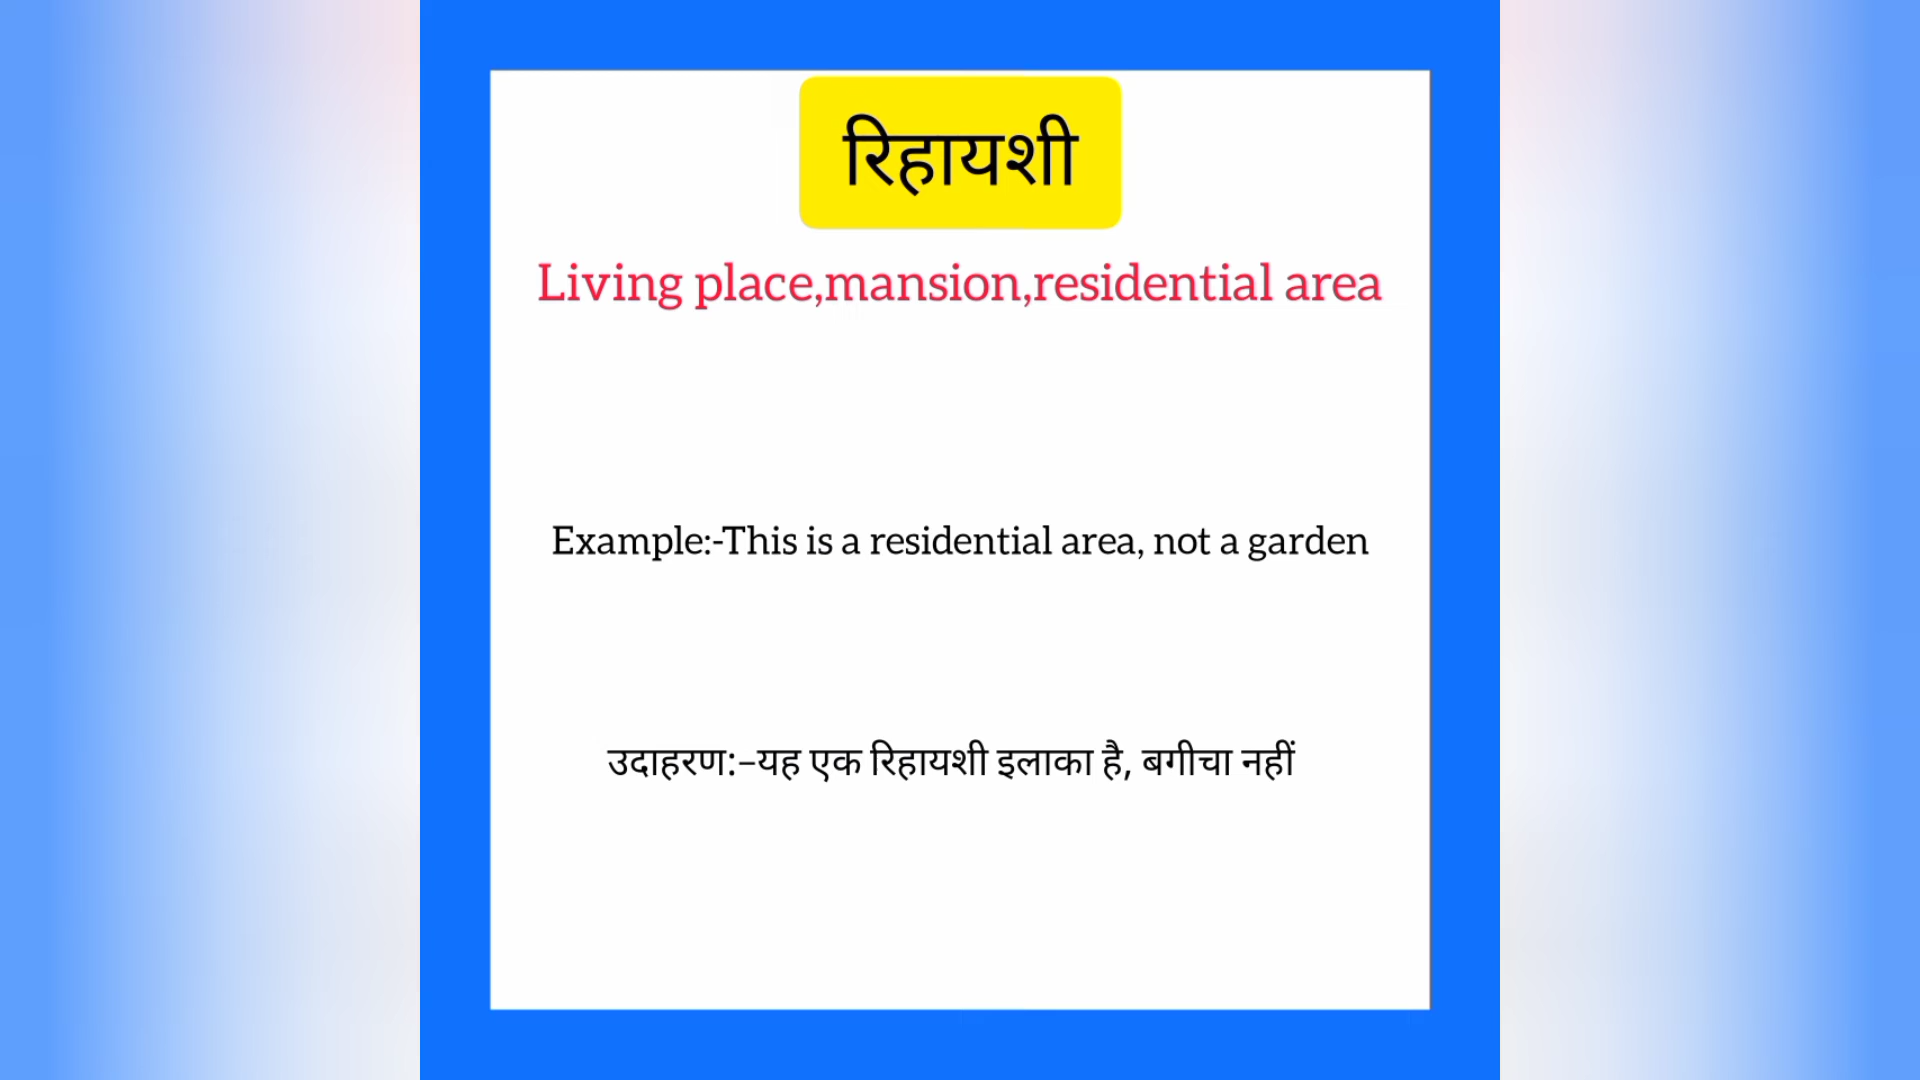 रिहायशी
Living place,mansion,residential area
Example:-This is a residential area, not a garden
उदाहरण:–यह एक रिहायशी इलाका है, बगीचा नहीं